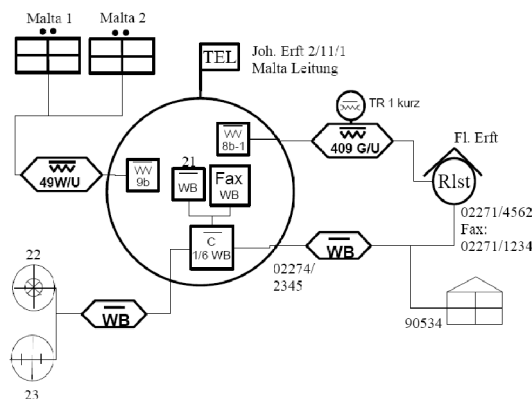 Malta 1
Malta 2
TEL
Joh. Erft 2/11/1
Malta Leitung
TR 1 kurz
409 G/U
Fl. Erft
Rlst
02271/4562
Fax:
02271/1234
8b-1
49W/U
9b
21
WB
Fax
WB
C
1/6 WB
02274/
2345
WB
90534
22
WB
23